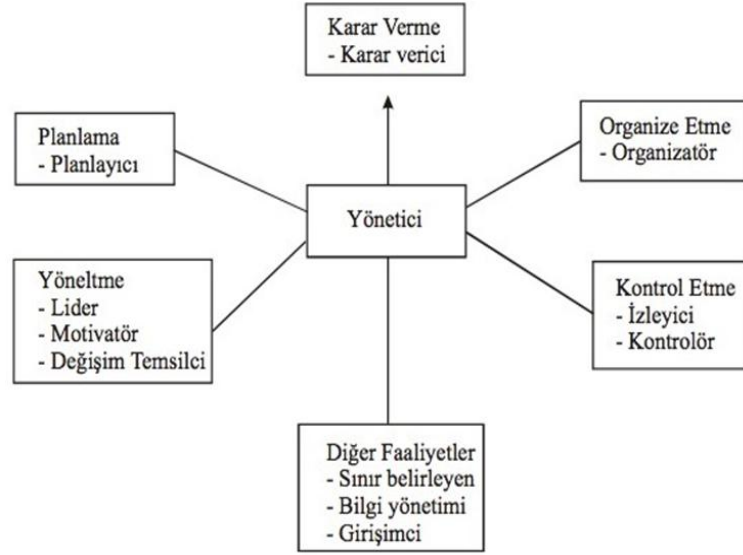 Karar Verme
- Karar verici
Planlama
- Planlayıcı
Organize Etme
- Organizatör
Yönetici
Yöneltme
- Lider
- Motivatör
- Değişim Temsilci
Kontrol Etme
- İzleyici
- Kontrolör
Diğer Faaliyetler
- Sınır belirleyen
- Bilgi yönetimi
- Girişimci